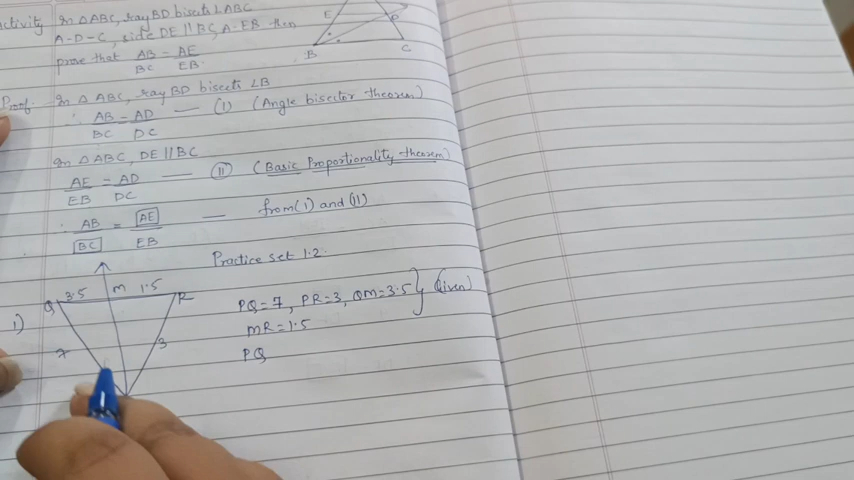 Activity In △ABC, ray BD bisects ∠ABC
A-D-C, side DE || BC, A-EB then
prove that AB/BC = AE/EB.
E
P
B
C
Proof. In △ABC, ray BD bisects ∠B
∴ AB/BC = AD/DC — (I) (Angle bisector theorem)
In △ABC, DE || BC
AE/EB = AD/DC — (II) (Basic Proportionality theorem)
∴ AB/BC = AE/EB — from (I) and (II)
Practice set 1.2.
1)
Q 3.5 M 1.5 R
7
3
PQ=7, PR=3, QM=3.5 } (Given)
MR=1.5
PQ